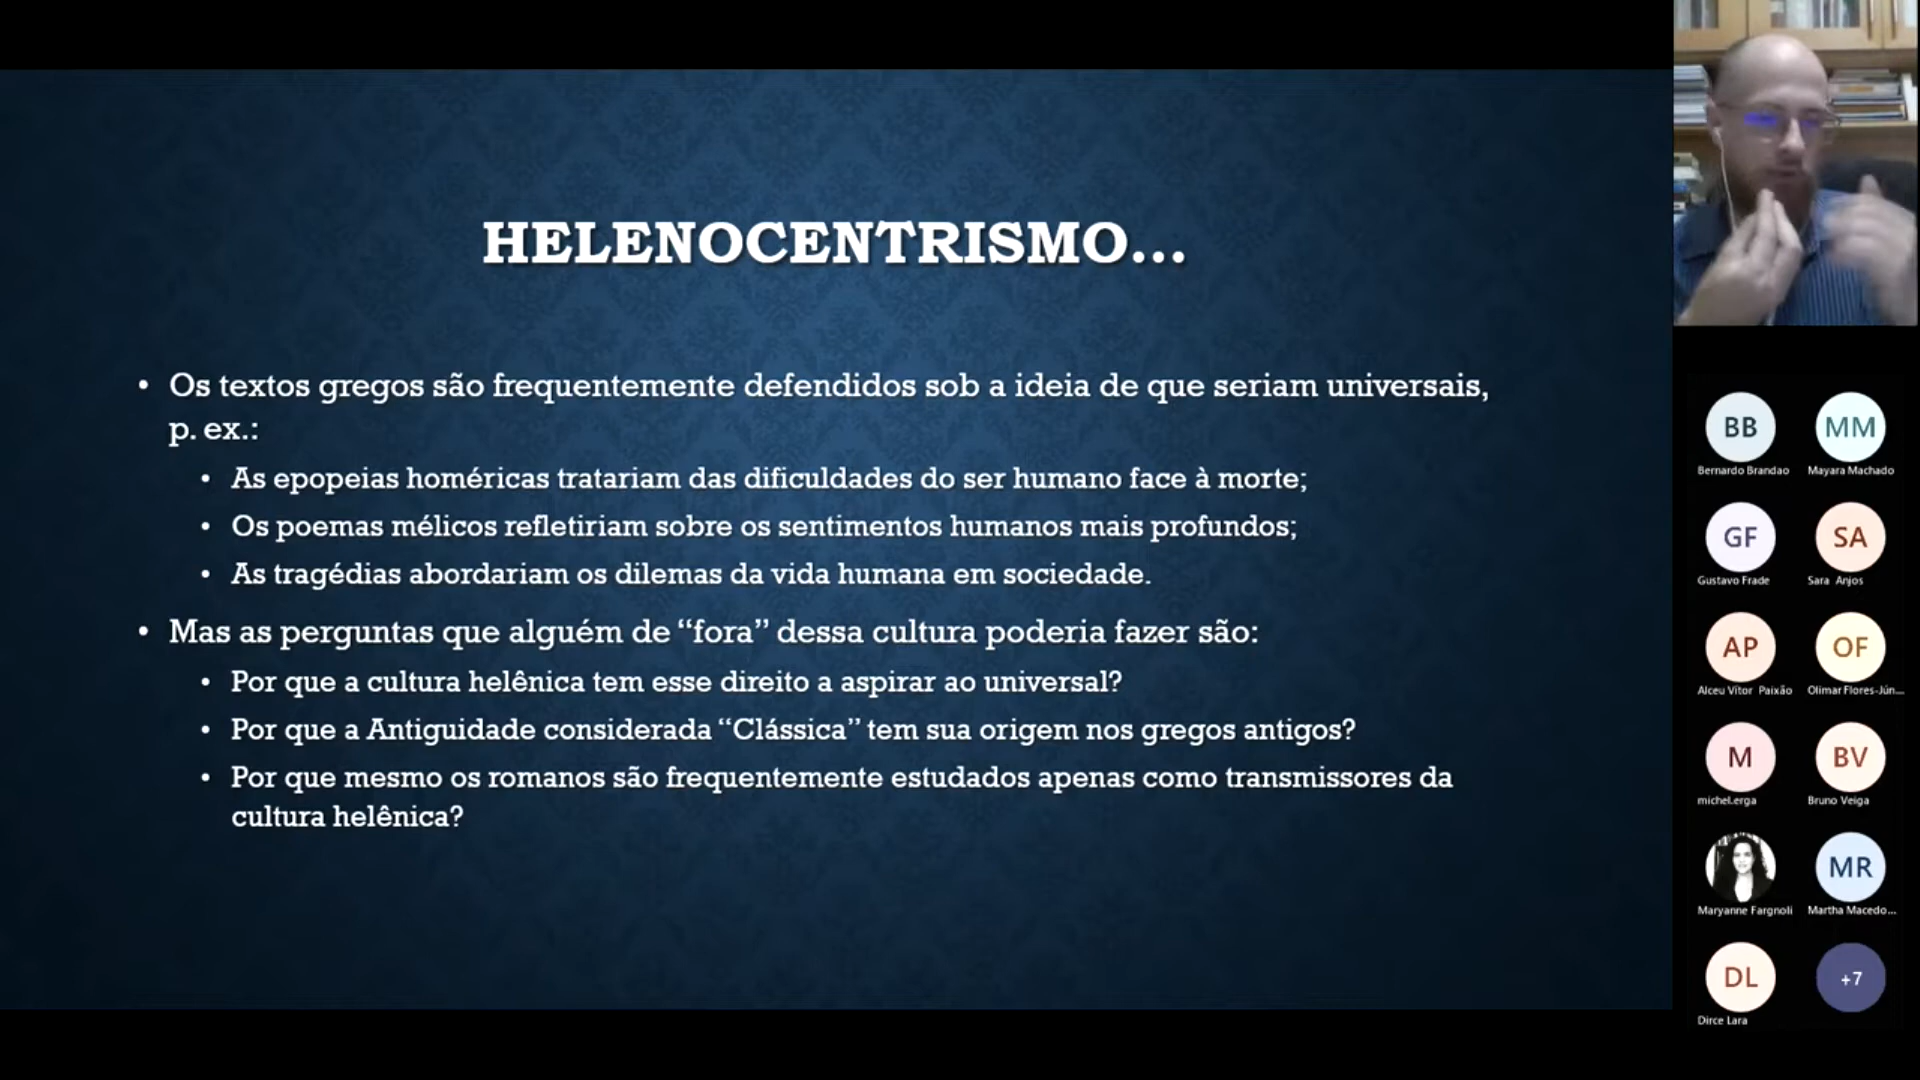 HELENOCENTRISMO...
• Os textos gregos são frequentemente defendidos sob a ideia de que seriam universais,
p. ex.:
• As epopeias homéricas tratariam das dificuldades do ser humano face à morte;
• Os poemas mélicos refletiriam sobre os sentimentos humanos mais profundos;
• As tragédias abordariam os dilemas da vida humana em sociedade.
• Mas as perguntas que alguém de “fora” dessa cultura poderia fazer são:
• Por que a cultura helênica tem esse direito a aspirar ao universal?
• Por que a Antiguidade considerada “Clássica” tem sua origem nos gregos antigos?
• Por que mesmo os romanos são frequentemente estudados apenas como transmissores da
cultura helênica?
BB MM
Bernardo Brandao Mayara Machado
GF SA
Gustavo Frade Sara Anjos
AP OF
Alceu Vítor Paixão Olimar Flores-Jún...
M BV
michel.erga Bruno Veiga
MR
Maryanne Fargnoli Martha Macedo...
DL +7
Dirce Lara